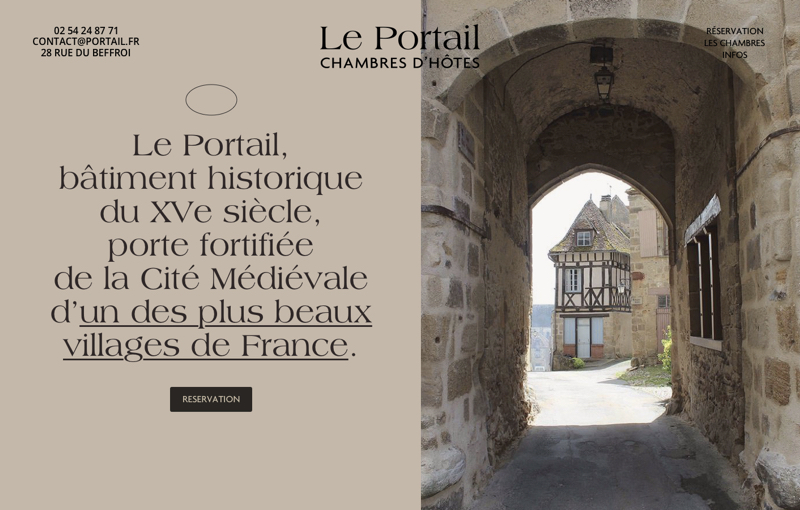 02 54 24 87 71
CONTACT@PORTAIL.FR
28 RUE DU BEFFROI
Le Portail
CHAMBRES D'HÔTES
RÉSERVATION
LES CHAMBRES
INFOS
Le Portail,
bâtiment historique
du XVe siècle,
porte fortifiée
de la Cité Médiévale
d'un des plus beaux
villages de France.
RESERVATION